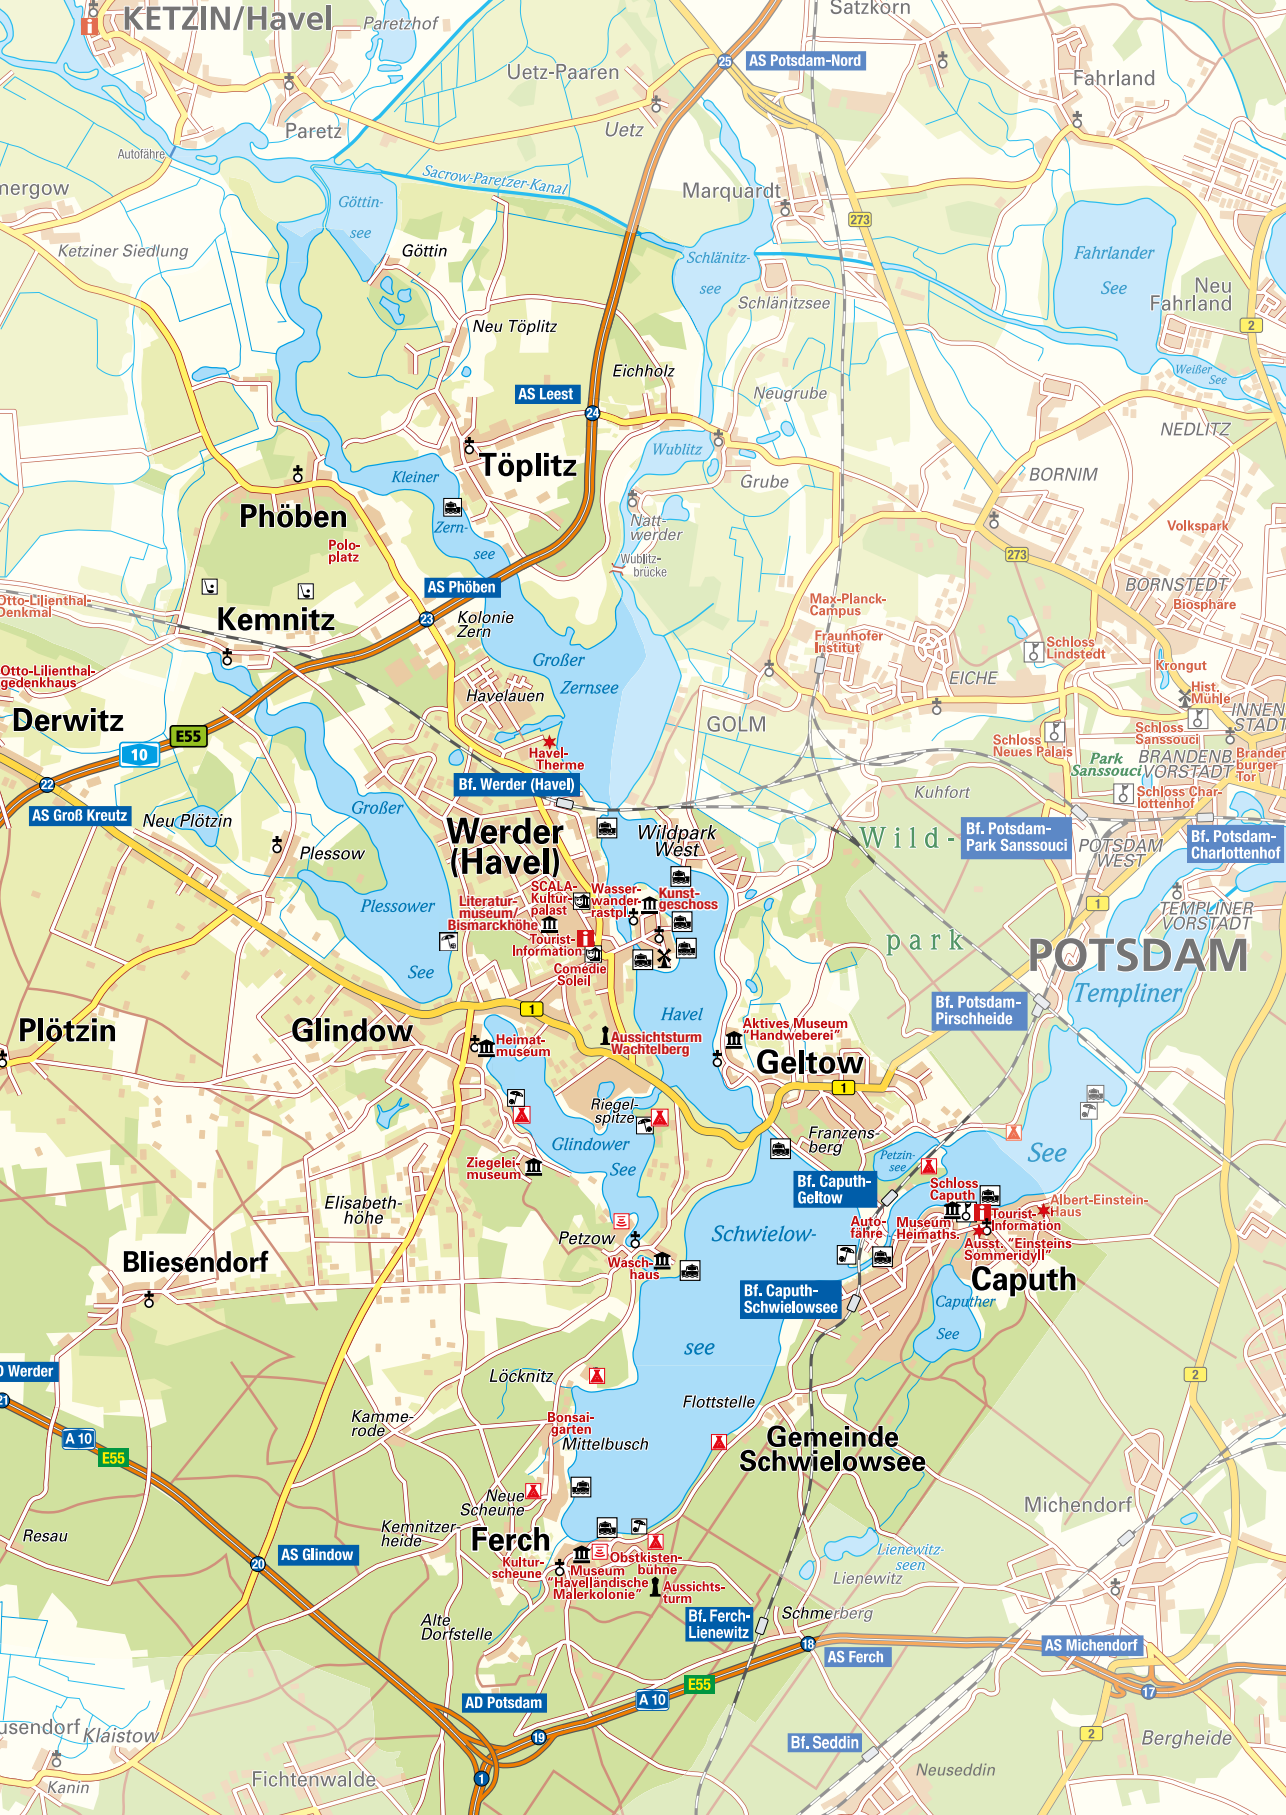 KETZIN/Havel
Paretzhof
Satzkorn
25
AS Potsdam-Nord
Uetz-Paaren
Fahrland
Paretz
Uetz
Autofähre
Sacrow-Paretzer-Kanal
Marquardt
mergow
Göttin-
see
273
Ketziner Siedlung
Göttin
Schlänitz-
see
Fahrlander
See
Neu
Fahrland
Schlänitzsee
Neu Töplitz
2
Eichholz
Weißer
See
AS Leest
24
Neugrube
NEDLITZ
Wublitz
Töplitz
Kleiner
Zern-
see
Grube
BORNIM
Phöben
Polo-
platz
Natt-
werder
Volkspark
Wublitz-
brücke
273
AS Phöben
BORNSTEDT
Otto-Lilienthal-
Denkmal
Kemnitz
23
Kolonie
Zern
Max-Planck-
Campus
Biosphäre
Fraunhofer
Institut
Schloss
Lindstedt
Großer
Zernsee
Krongut
Otto-Lilienthal-
gedenkhaus
EICHE
Hist.
Mühle
Havelauen
INNEN-
STADT
Derwitz
GOLM
E55
10
Schloss
Neues Palais
Schloss
Sanssouci
Park
Sanssouci
BRANDENB.
VORSTADT
Branden-
burger
Tor
Havel-
Therme
22
Bf. Werder (Havel)
Kuhfort
Schloss Char-
lottenhof
AS Groß Kreutz
Neu Plötzin
Großer
Plessower
See
Werder
(Havel)
Wildpark
West
Wild-
park
Bf. Potsdam-
Park Sanssouci
POTSDAM
WEST
Bf. Potsdam-
Charlottenhof
Plessow
SCALA-
Kultur-
palast
Wasser-
wander-
rastpl.
Kunst-
geschoss
Literatur-
museum/
Bismarckhöhe
1
TEMPLINER
VORSTADT
Tourist-
Information
POTSDAM
Comédie
Soleil
Templiner
See
Bf. Potsdam-
Pirschheide
1
Havel
Plötzin
Glindow
Heimat-
museum
Aussichtsturm
Wachtelberg
Aktives Museum
"Handweberei"
Geltow
1
Riegel-
spitze
Glindower
See
Franzens-
berg
Petzin-
see
Ziegelei-
museum
Bf. Caputh-
Geltow
Schloss
Caputh
Elisabeth-
höhe
Albert-Einstein-
Haus
Auto-
fähre
Museum
Heimaths.
Tourist-
Information
Petzow
Schwielow-
see
Ausst. "Einsteins
Sommeridyll"
Bliesendorf
Wasch-
haus
Caputh
Bf. Caputh-
Schwielowsee
Caputher
See
AD Werder
21
Löcknitz
2
Flottstelle
Kamme-
rode
Bonsai-
garten
Mittelbusch
A 10
E55
Gemeinde
Schwielowsee
Neue
Scheune
Michendorf
Resau
Kemnitzer-
heide
Ferch
Lienewitz-
seen
AS Glindow
20
Kultur-
scheune
Museum
"Havelländische
Malerkolonie"
Obstkisten-
bühne
Lienewitz
Aussichts-
turm
Alte
Dorfstelle
Bf. Ferch-
Lienewitz
Schmerberg
18
AS Ferch
AS Michendorf
E55
A 10
17
AD Potsdam
19
usendorf
Klaistow
Bf. Seddin
2
Bergheide
Kanin
Fichtenwalde
1
Neuseddin